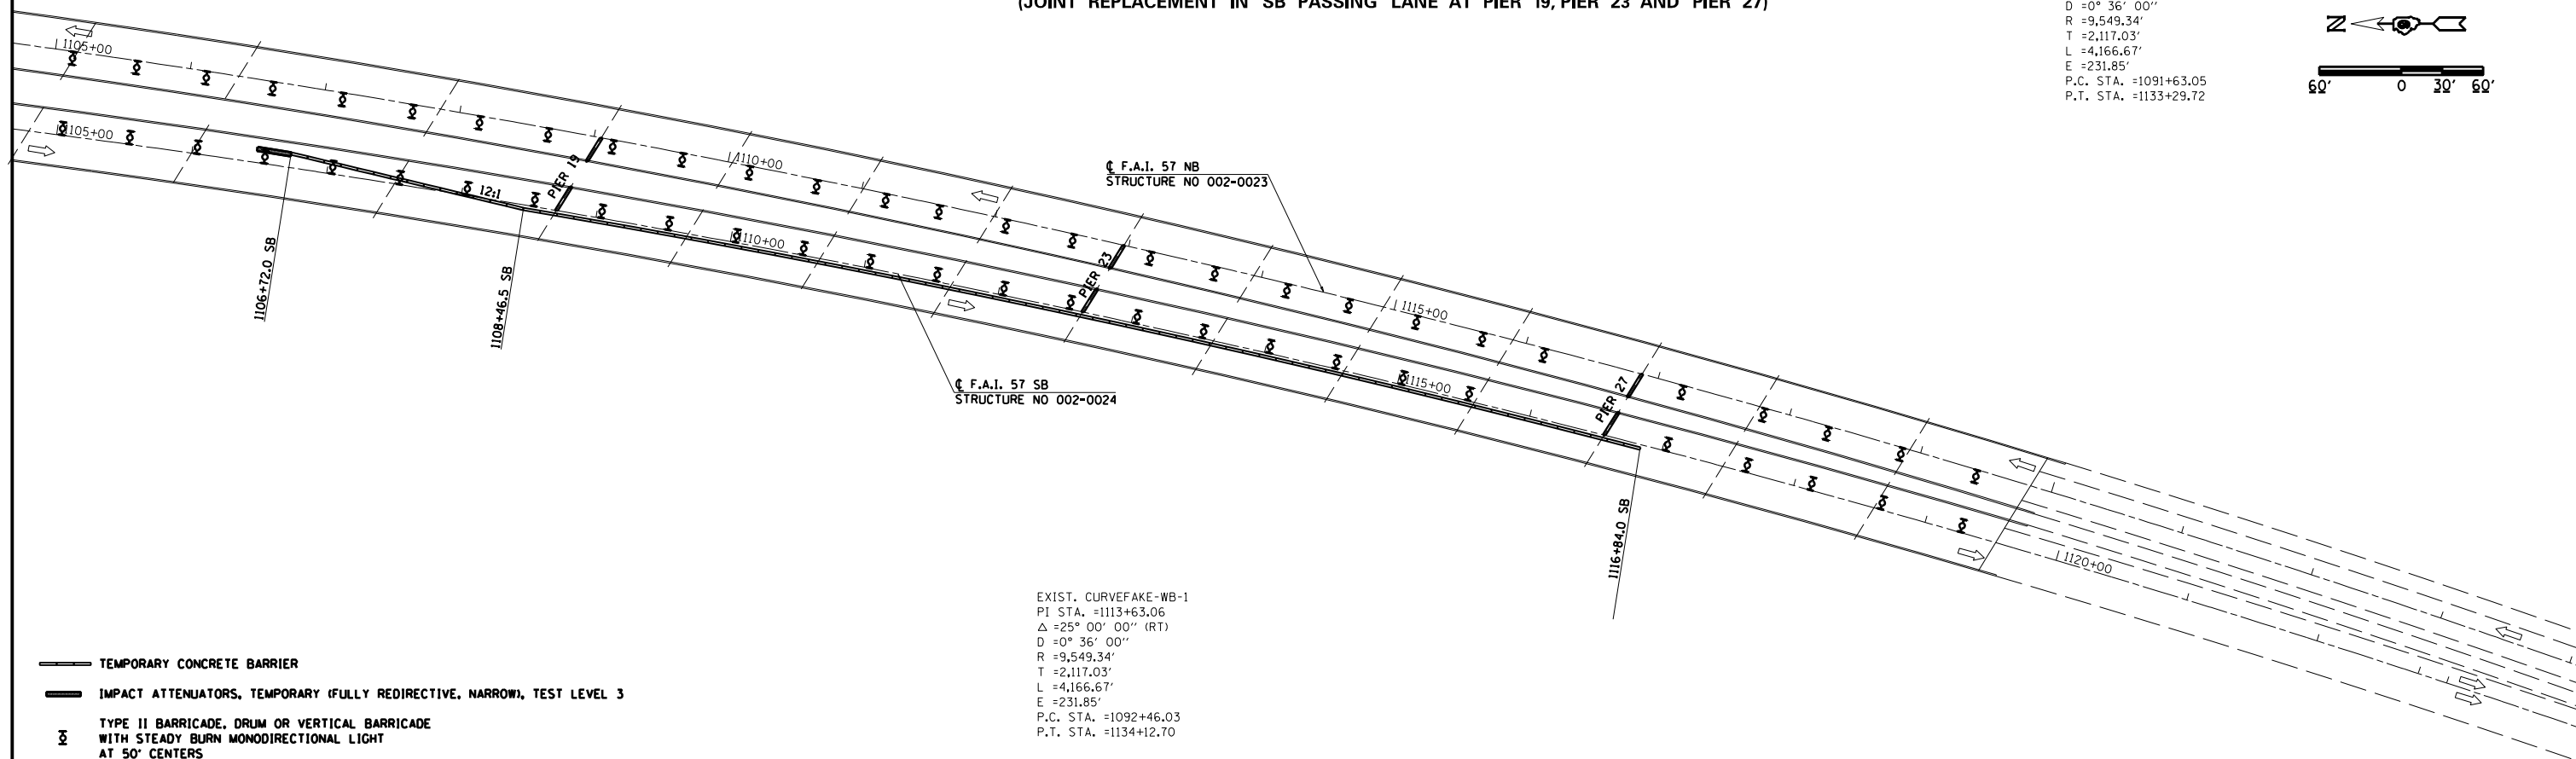 (JOINT REPLACEMENT IN SB PASSING LANE AT PIER 19, PIER 23 AND PIER 27)
D =0° 36' 00''
R =9,549.34'
T =2,117.03'
L =4,166.67'
E =231.85'
P.C. STA. =1091+63.05
P.T. STA. =1133+29.72
Z
60' 0 30' 60'
1105+00
1105+00
12:1
PIER 19
1110+00
1110+00
℄ F.A.I. 57 NB
STRUCTURE NO 002-0023
1106+72.0 SB
1108+46.5 SB
PIER 23
1115+00
1115+00
℄ F.A.I. 57 SB
STRUCTURE NO 002-0024
PIER 27
1116+84.0 SB
1120+00
EXIST. CURVEFAKE-WB-1
PI STA. =1113+63.06
△ =25° 00' 00'' (RT)
D =0° 36' 00''
R =9,549.34'
T =2,117.03'
L =4,166.67'
E =231.85'
P.C. STA. =1092+46.03
P.T. STA. =1134+12.70
TEMPORARY CONCRETE BARRIER
IMPACT ATTENUATORS, TEMPORARY (FULLY REDIRECTIVE, NARROW), TEST LEVEL 3
TYPE II BARRICADE, DRUM OR VERTICAL BARRICADE
WITH STEADY BURN MONODIRECTIONAL LIGHT
AT 50' CENTERS